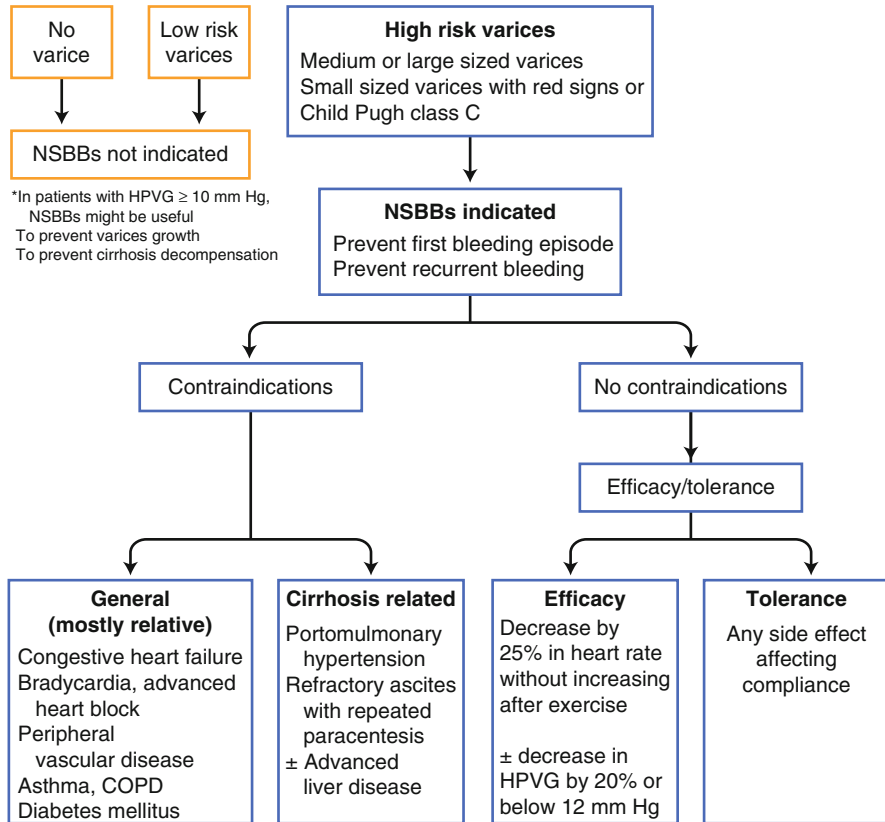 No
varice
Low risk
varices
NSBBs not indicated
*In patients with HPVG ≥ 10 mm Hg,
NSBBs might be useful
To prevent varices growth
To prevent cirrhosis decompensation
High risk varices
Medium or large sized varices
Small sized varices with red signs or
Child Pugh class C
NSBBs indicated
Prevent first bleeding episode
Prevent recurrent bleeding
Contraindications
No contraindications
Efficacy/tolerance
General
(mostly relative)
Congestive heart failure
Bradycardia, advanced
heart block
Peripheral
vascular disease
Asthma, COPD
Diabetes mellitus
Cirrhosis related
Portomulmonary
hypertension
Refractory ascites
with repeated
paracentesis
± Advanced
liver disease
Efficacy
Decrease by
25% in heart rate
without increasing
after exercise
± decrease in
HPVG by 20% or
below 12 mm Hg
Tolerance
Any side effect
affecting
compliance